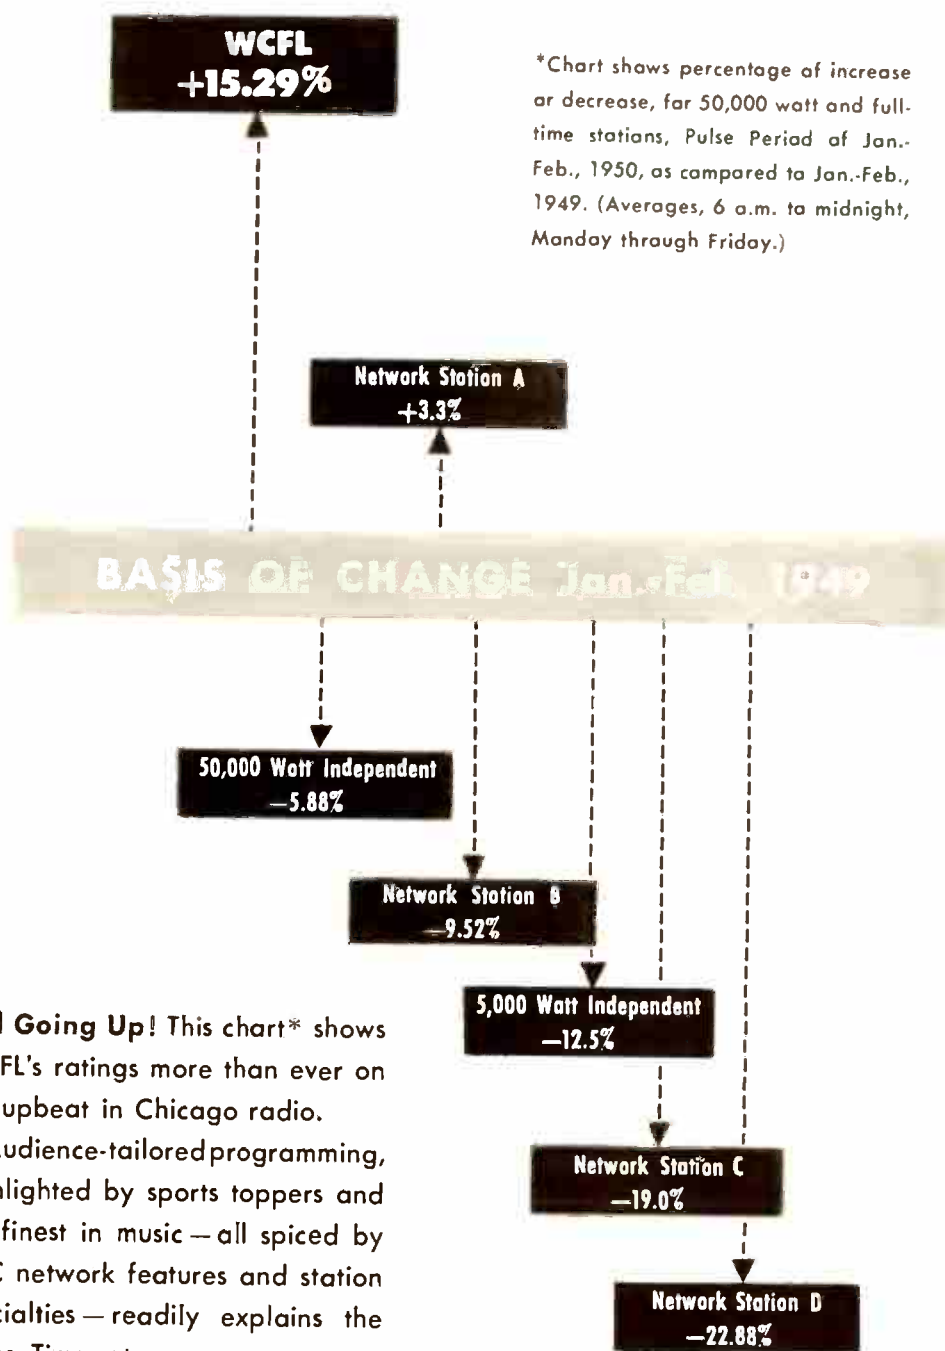 WCFL
+15.29%
*Chart shows percentage of increase
or decrease, for 50,000 watt and full-
time stations, Pulse Period of Jan.-
Feb., 1950, as compared to Jan.-Feb.,
1949. (Averages, 6 a.m. to midnight,
Monday through Friday.)
Network Station A
+3.3%
BASIS OF CHANGE Jan.-Feb. 1949
50,000 Watt Independent
—5.88%
Network Station B
—9.52%
5,000 Watt Independent
—12.5%
Network Station C
—19.0%
Network Station D
—22.88%
Going Up! This chart* shows
FL's ratings more than ever on
upbeat in Chicago radio.
udience-tailored programming,
lighted by sports toppers and
finest in music — all spiced by
network features and station
cialties — readily explains the